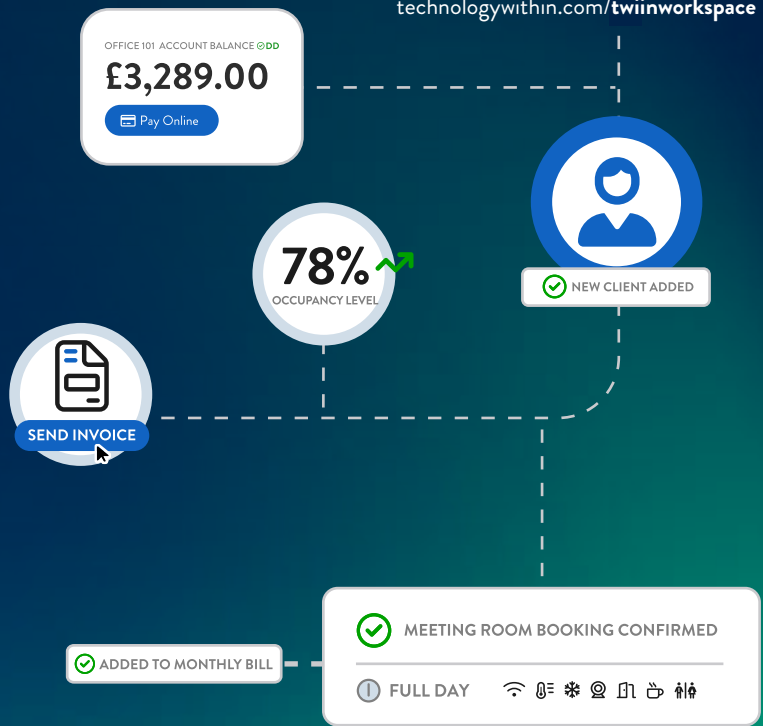 technologywithin.com/twiinworkspace
OFFICE 101 ACCOUNT BALANCE DD
£3,289.00
Pay Online
78%
OCCUPANCY LEVEL
NEW CLIENT ADDED
SEND INVOICE
MEETING ROOM BOOKING CONFIRMED
ADDED TO MONTHLY BILL
FULL DAY